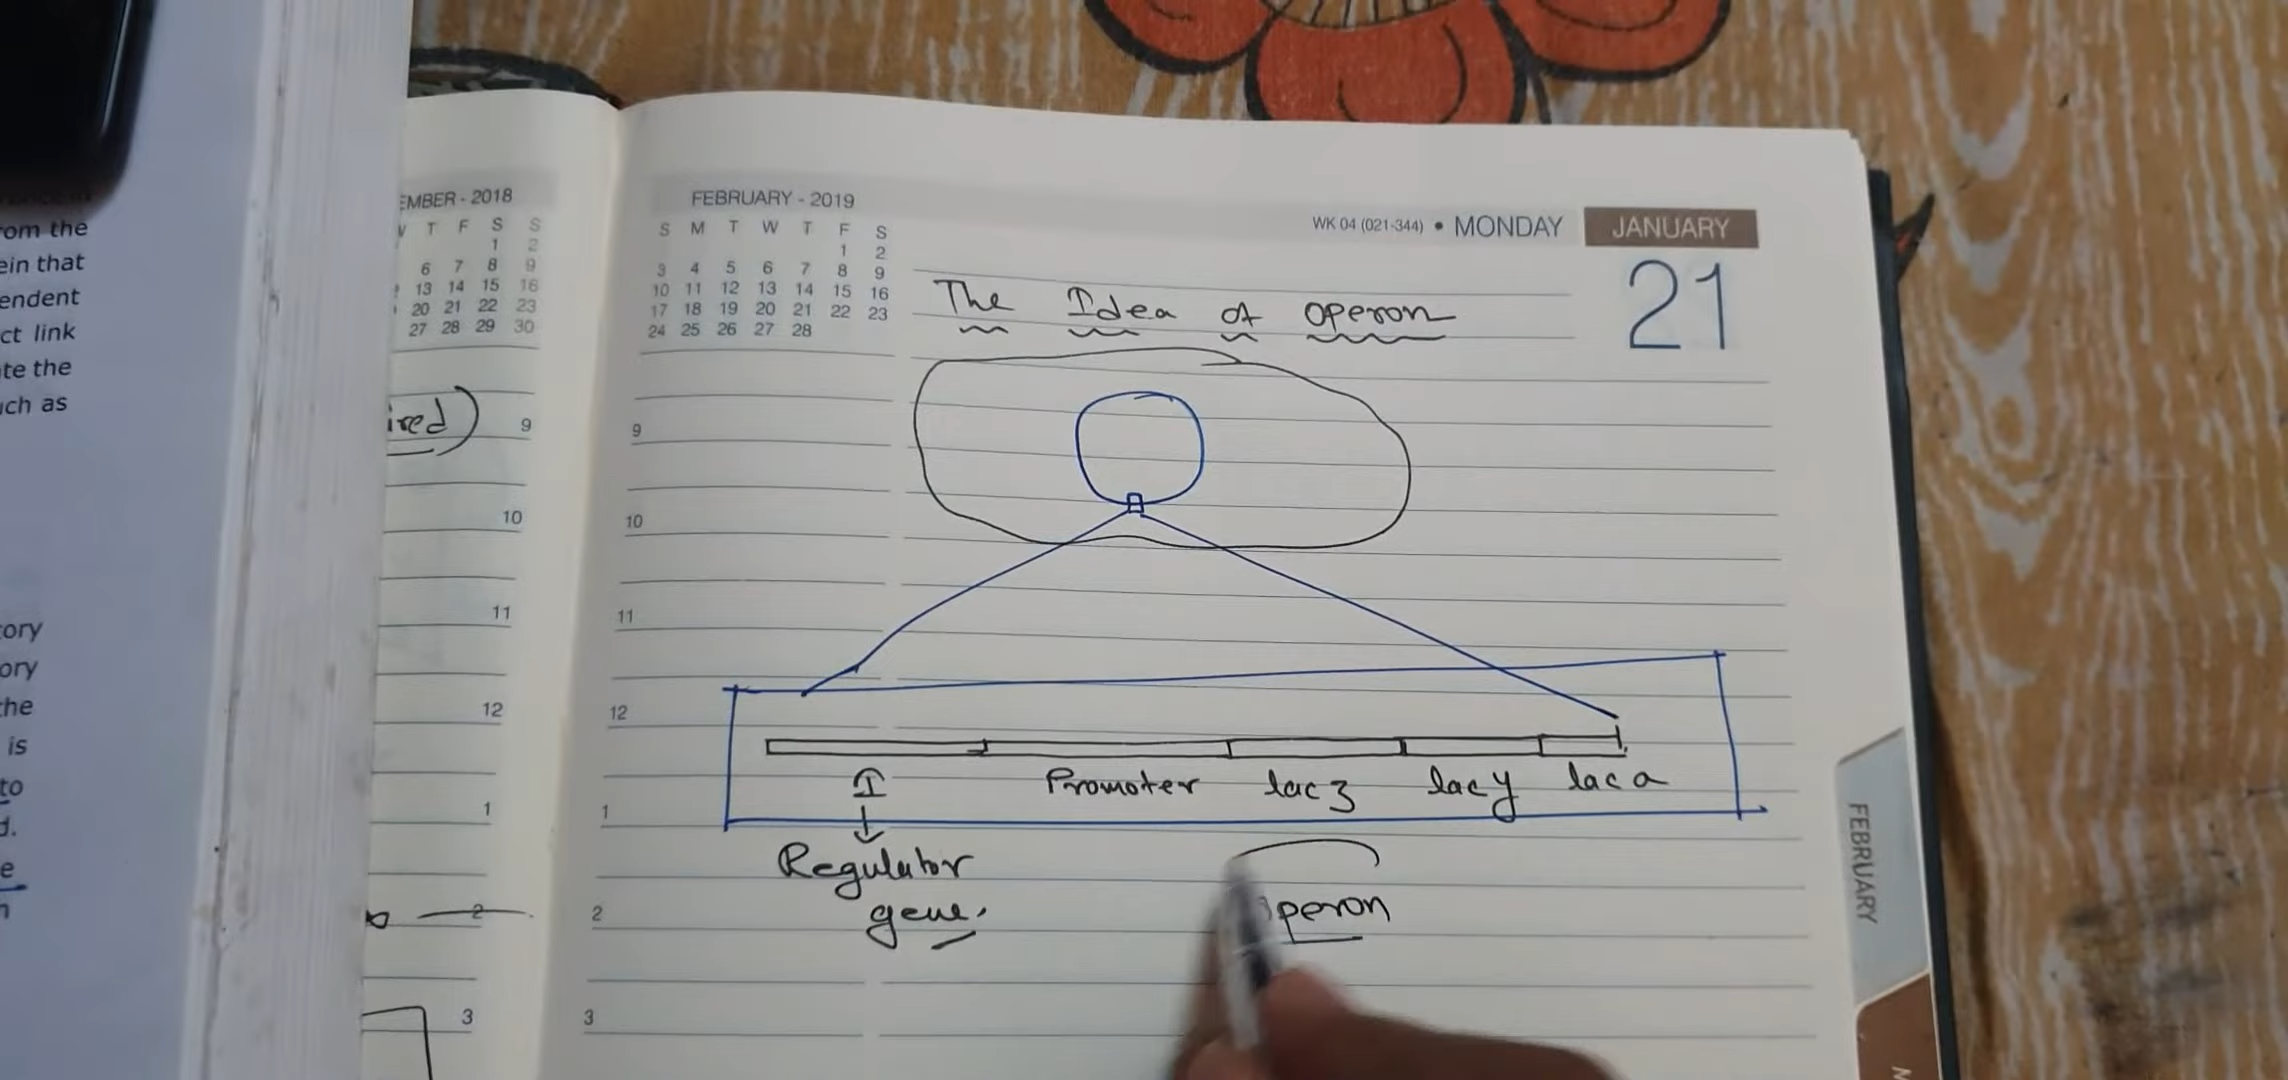 om the
ein that
endent
ct link
te the
uch as
ory
ory
the
is
to
d.
e
EMBER - 2018
T F S S
1 2
6 7 8 9
13 14 15 16
20 21 22 23
27 28 29 30
ired)
9
10
11
12
1
2
3
FEBRUARY - 2019
S M T W T F S
1 2
3 4 5 6 7 8 9
10 11 12 13 14 15 16
17 18 19 20 21 22 23
24 25 26 27 28
WK 04 (021-344) • MONDAY JANUARY
21
The Idea of operon
9
10
11
12
I Promoter lac z lac y lac a
1
Regulator
gene.
2
peron
3
FEBRUARY
M